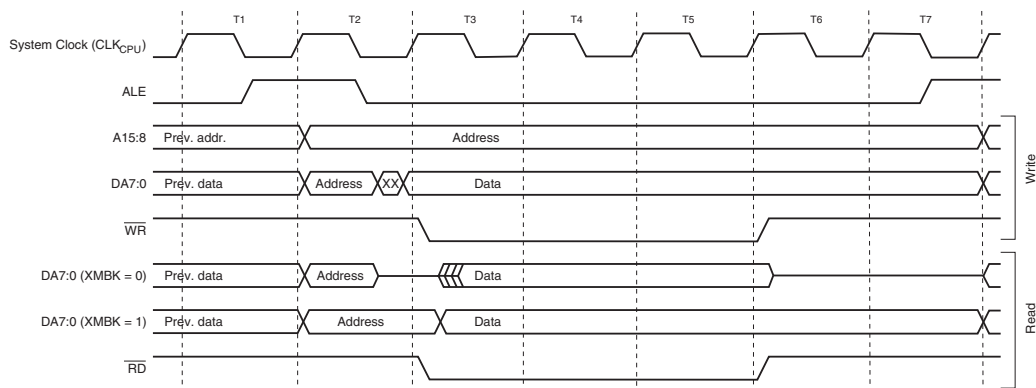 T1 T2 T3 T4 T5 T6 T7
System Clock (CLKCPU)
ALE
A15:8 Prev. addr. Address
DA7:0 Prev. data Address XX Data
WR
Write
DA7:0 (XMBK = 0) Prev. data Address Data
DA7:0 (XMBK = 1) Prev. data Address Data
RD
Read